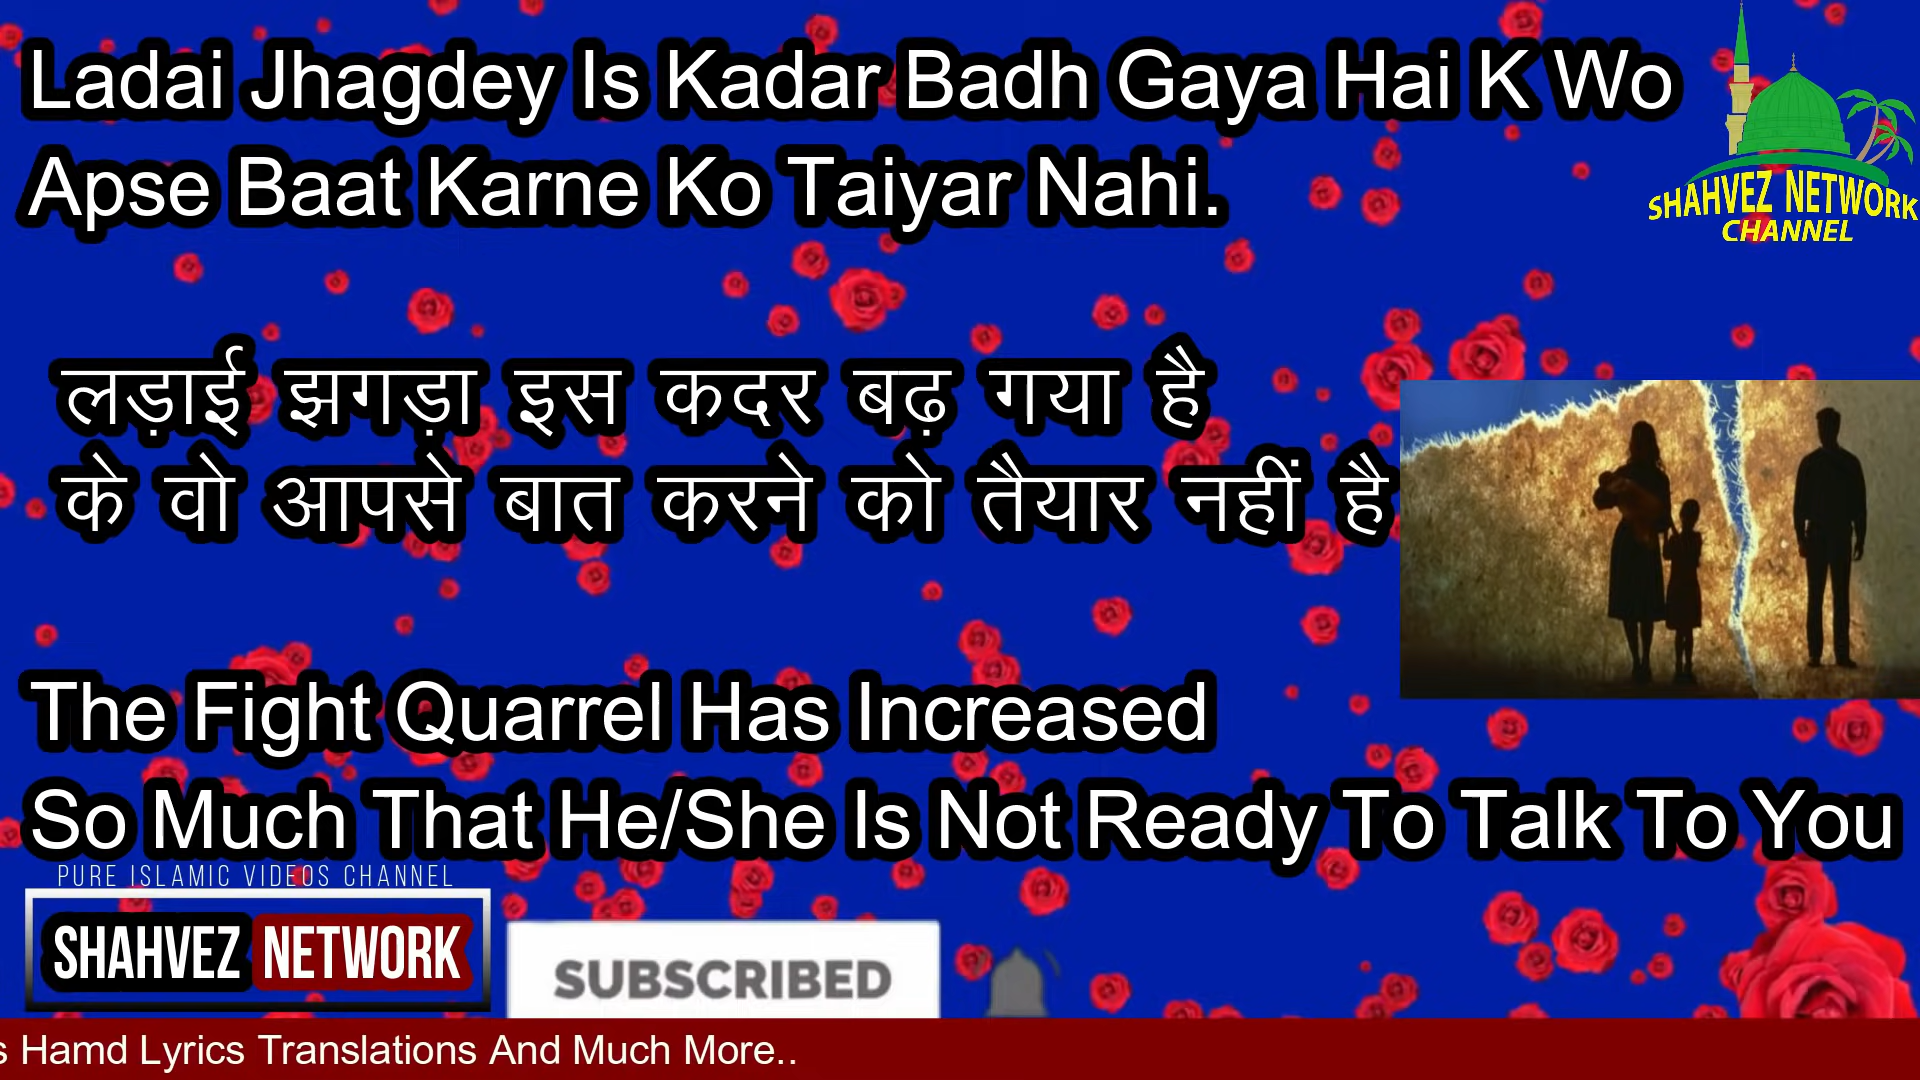 Ladai Jhagdey Is Kadar Badh Gaya Hai K Wo
Apse Baat Karne Ko Taiyar Nahi.
SHAHVEZ NETWORK
CHANNEL
लड़ाई झगड़ा इस कदर बढ़ गया है
के वो आपसे बात करने को तैयार नहीं है
The Fight Quarrel Has Increased
So Much That He/She Is Not Ready To Talk To You
PURE ISLAMIC VIDEOS CHANNEL
SHAHVEZ NETWORK
SUBSCRIBED
s Hamd Lyrics Translations And Much More..